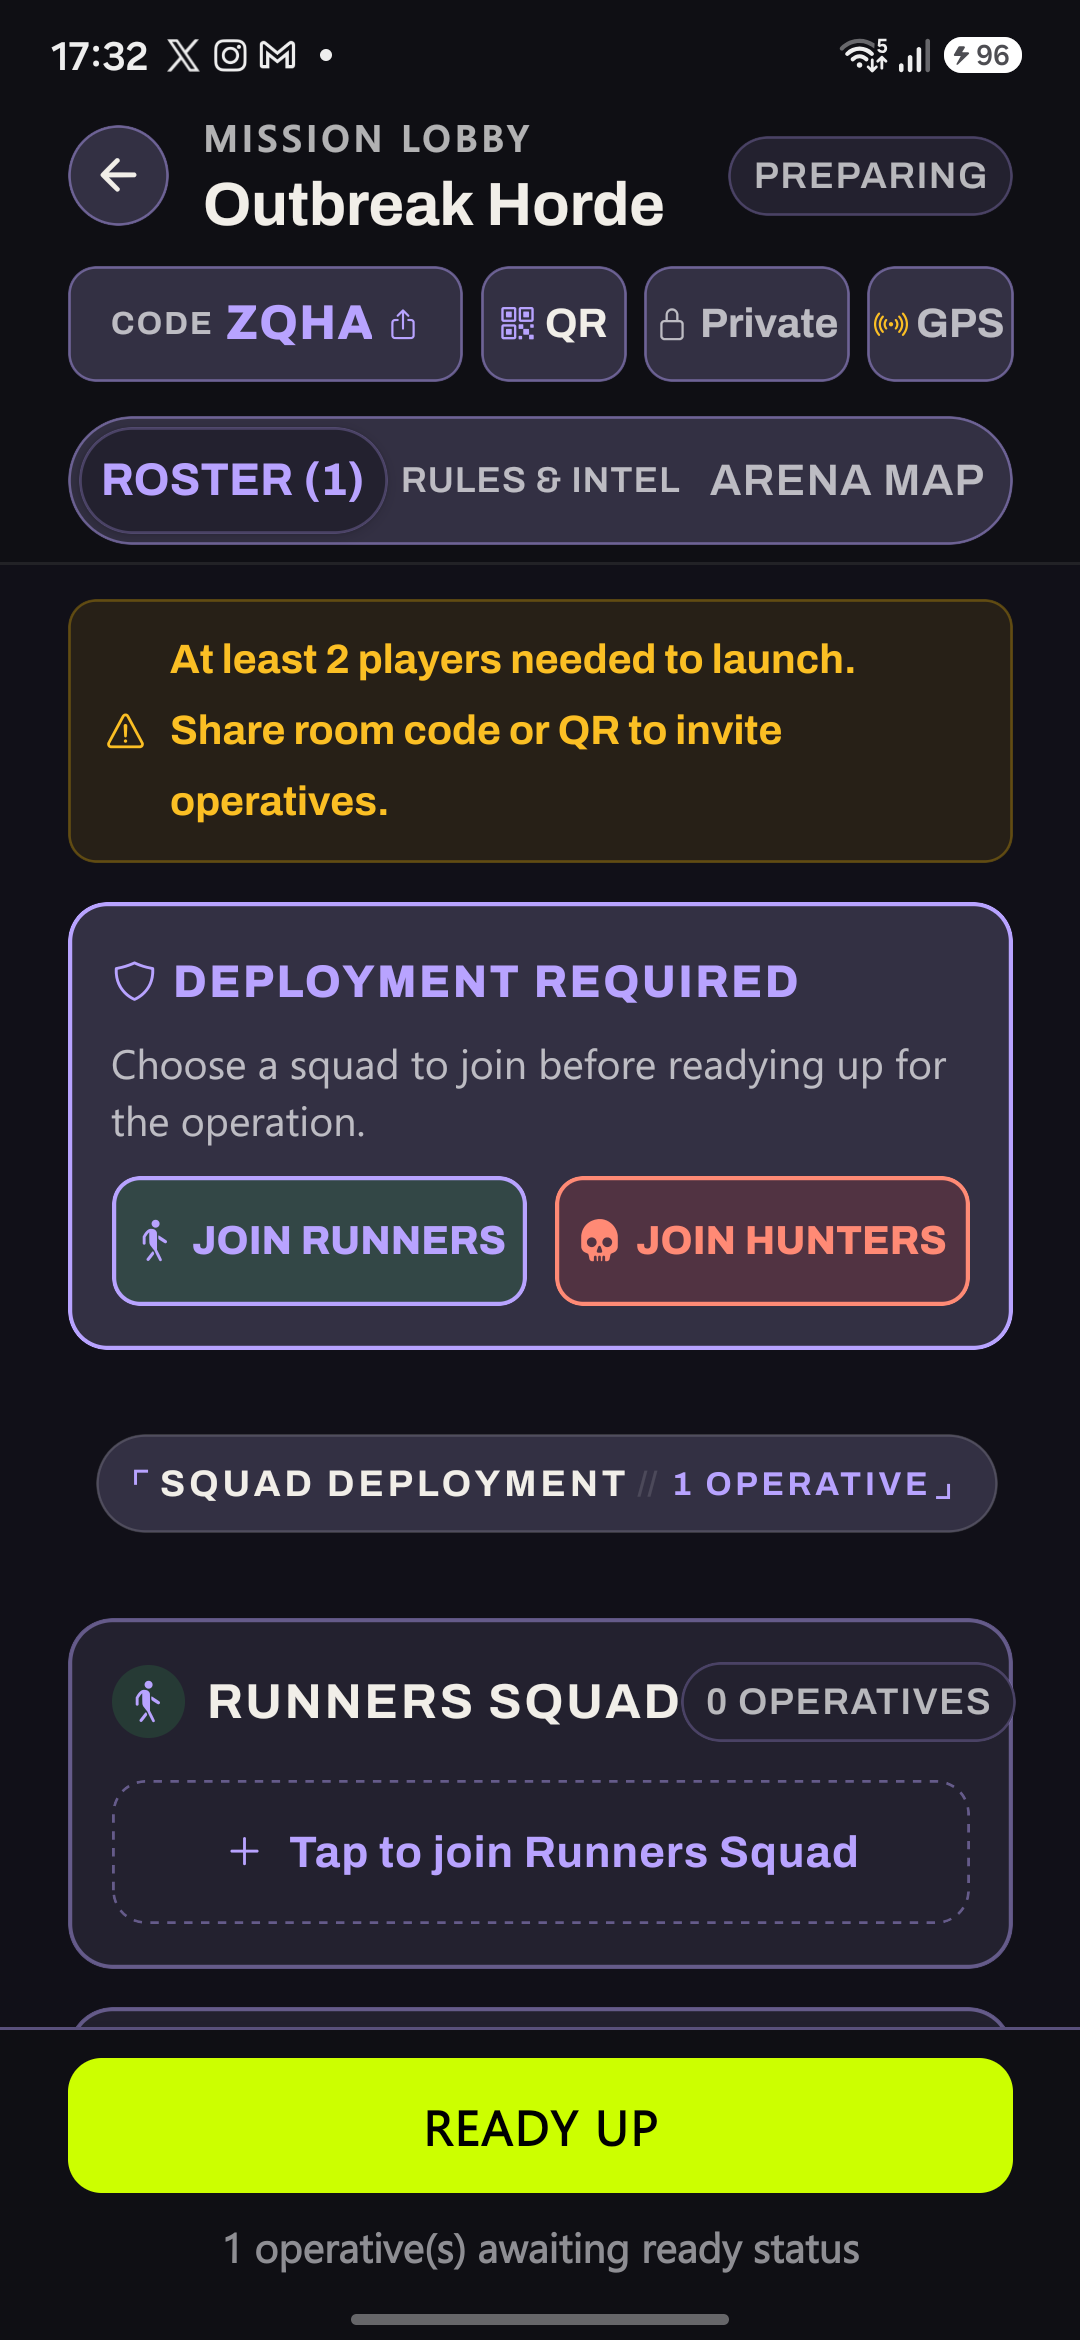 17:32
5
96
MISSION LOBBY
Outbreak Horde
PREPARING
CODE ZQHA
QR
Private
GPS
ROSTER (1)
RULES & INTEL
ARENA MAP
At least 2 players needed to launch.
Share room code or QR to invite
operatives.
DEPLOYMENT REQUIRED
Choose a squad to join before readying up for
the operation.
JOIN RUNNERS
JOIN HUNTERS
SQUAD DEPLOYMENT // 1 OPERATIVE
RUNNERS SQUAD
0 OPERATIVES
+ Tap to join Runners Squad
READY UP
1 operative(s) awaiting ready status